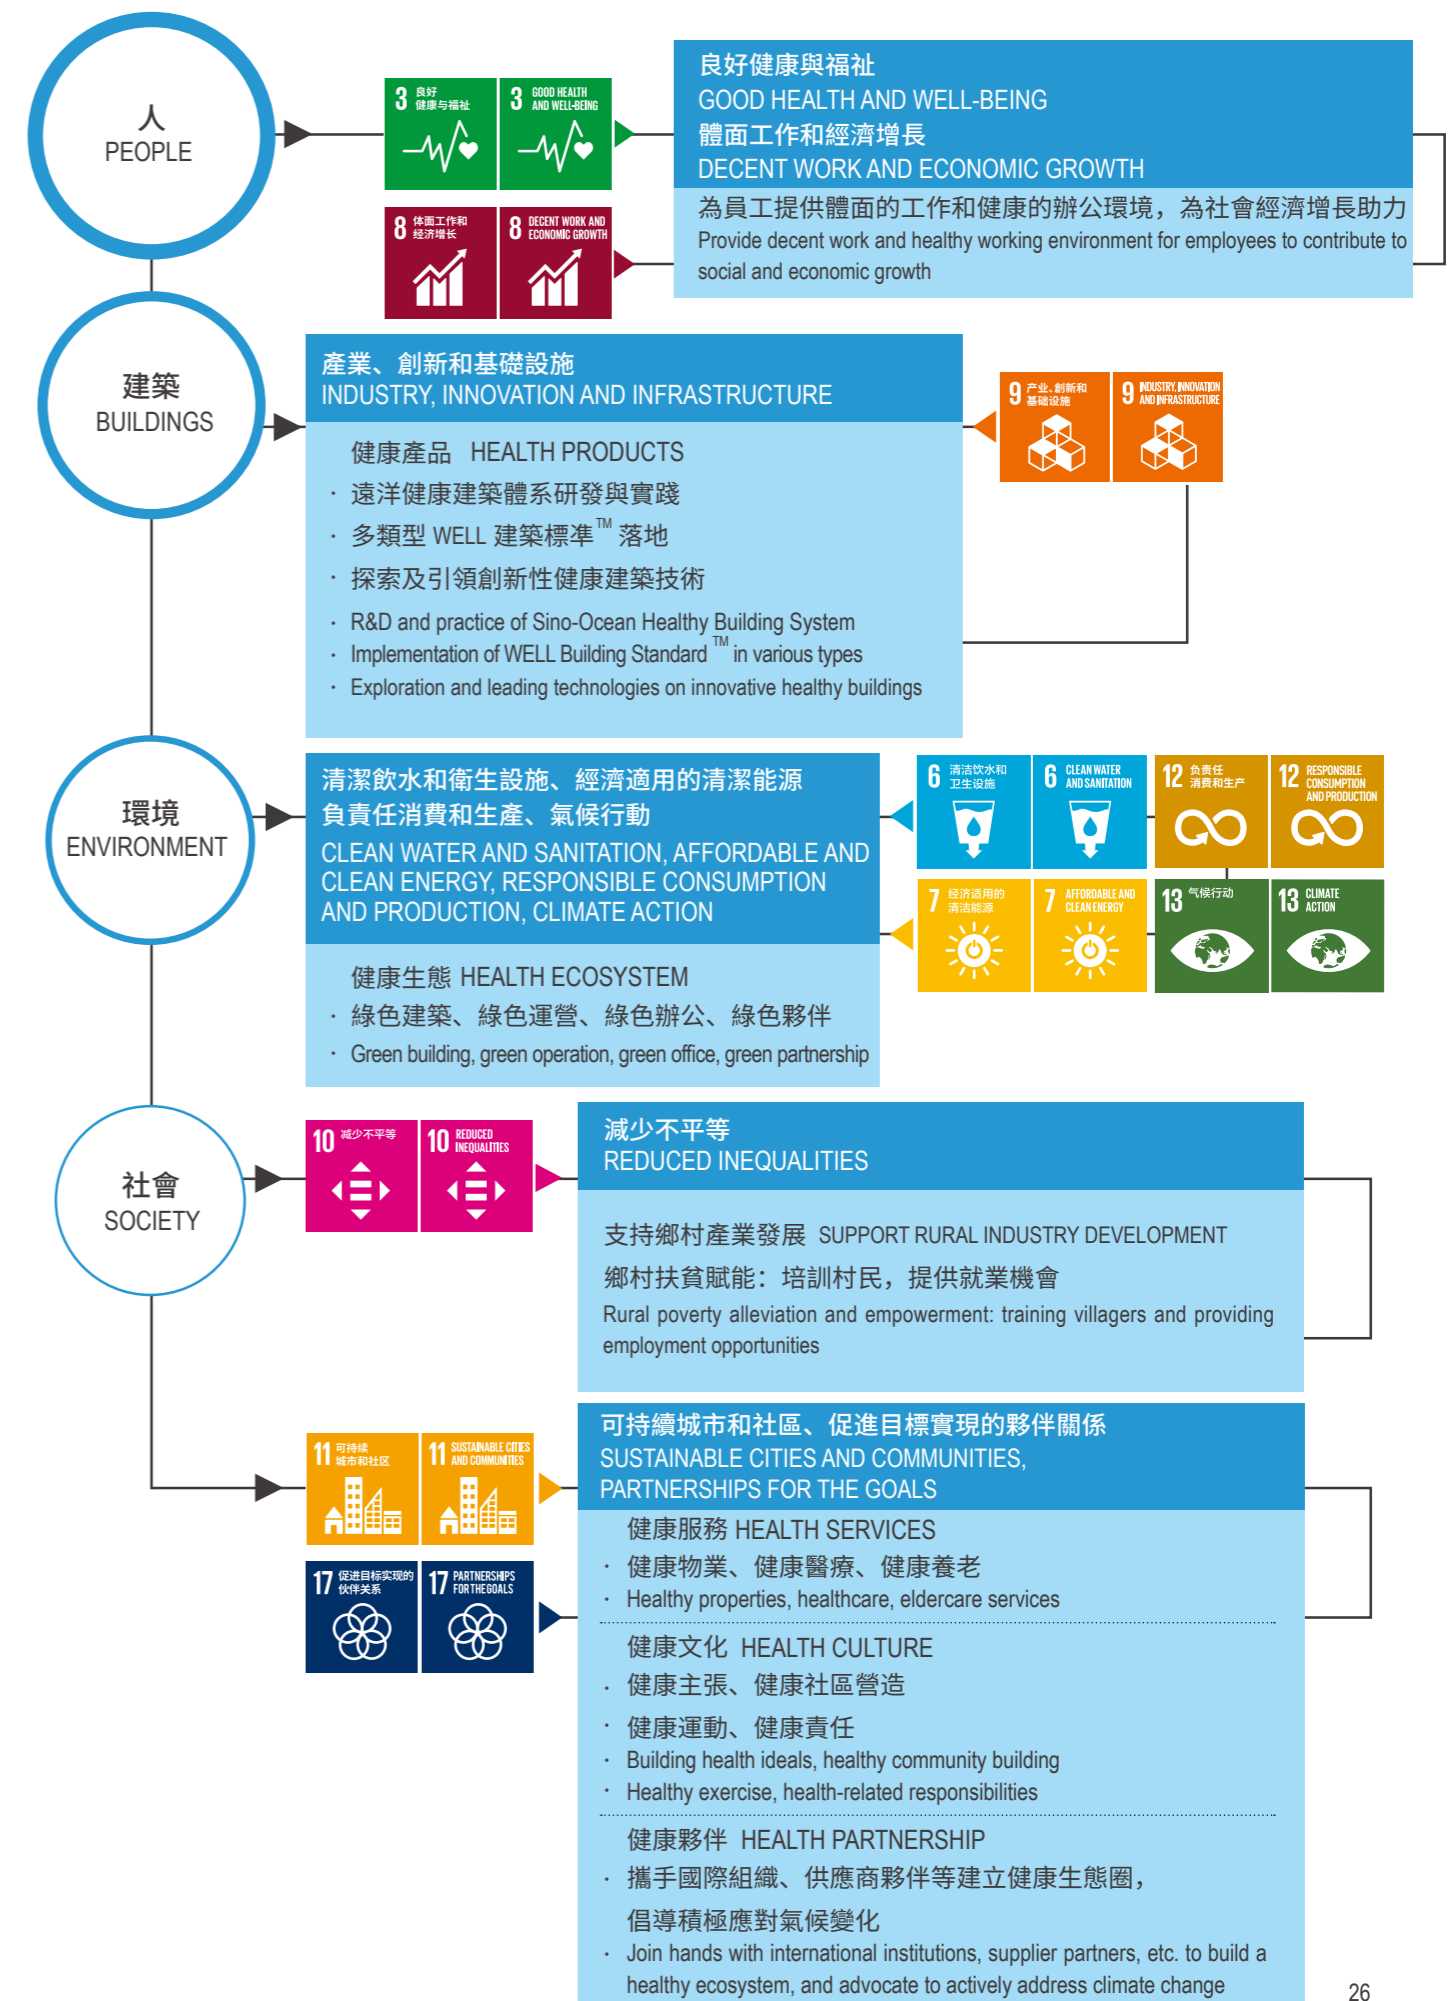 人
PEOPLE
3 良好
健康与福祉
3 GOOD HEALTH
AND WELL-BEING
8 体面工作和
经济增长
8 DECENT WORK AND
ECONOMIC GROWTH
良好健康與福祉
GOOD HEALTH AND WELL-BEING
體面工作和經濟增長
DECENT WORK AND ECONOMIC GROWTH
為員工提供體面的工作和健康的辦公環境，為社會經濟增長助力
Provide decent work and healthy working environment for employees to contribute to
social and economic growth
建築
BUILDINGS
產業、創新和基礎設施
INDUSTRY, INNOVATION AND INFRASTRUCTURE
健康產品 HEALTH PRODUCTS
· 遠洋健康建築體系研發與實踐
· 多類型 WELL 建築標準™ 落地
· 探索及引領創新性健康建築技術
· R&D and practice of Sino-Ocean Healthy Building System
· Implementation of WELL Building Standard ™ in various types
· Exploration and leading technologies on innovative healthy buildings
9 产业、創新和
基础设施
9 INDUSTRY, INNOVATION
AND INFRASTRUCTURE
環境
ENVIRONMENT
清潔飲水和衛生設施、經濟適用的清潔能源
負責任消費和生產、氣候行動
CLEAN WATER AND SANITATION, AFFORDABLE AND
CLEAN ENERGY, RESPONSIBLE CONSUMPTION
AND PRODUCTION, CLIMATE ACTION
健康生態 HEALTH ECOSYSTEM
· 綠色建築、綠色運營、綠色辦公、綠色夥伴
· Green building, green operation, green office, green partnership
6 清洁饮水和
卫生设施
6 CLEAN WATER
AND SANITATION
12 负责任
消费和生产
12 RESPONSIBLE
CONSUMPTION
AND PRODUCTION
7 经济适用的
清洁能源
7 AFFORDABLE AND
CLEAN ENERGY
13 气候行动
13 CLIMATE
ACTION
社會
SOCIETY
10 减少不平等
10 REDUCED
INEQUALITIES
減少不平等
REDUCED INEQUALITIES
支持鄉村產業發展 SUPPORT RURAL INDUSTRY DEVELOPMENT
鄉村扶貧賦能：培訓村民，提供就業機會
Rural poverty alleviation and empowerment: training villagers and providing
employment opportunities
11 可持续
城市和社区
11 SUSTAINABLE CITIES
AND COMMUNITIES
17 促进目标实现的
伙伴关系
17 PARTNERSHIPS
FOR THE GOALS
可持續城市和社區、促進目標實現的夥伴關係
SUSTAINABLE CITIES AND COMMUNITIES,
PARTNERSHIPS FOR THE GOALS
健康服務 HEALTH SERVICES
· 健康物業、健康醫療、健康養老
· Healthy properties, healthcare, eldercare services
健康文化 HEALTH CULTURE
· 健康主張、健康社區營造
· 健康運動、健康責任
· Building health ideals, healthy community building
· Healthy exercise, health-related responsibilities
健康夥伴 HEALTH PARTNERSHIP
· 攜手國際組織、供應商夥伴等建立健康生態圈，
倡導積極應對氣候變化
· Join hands with international institutions, supplier partners, etc. to build a
healthy ecosystem, and advocate to actively address climate change
26